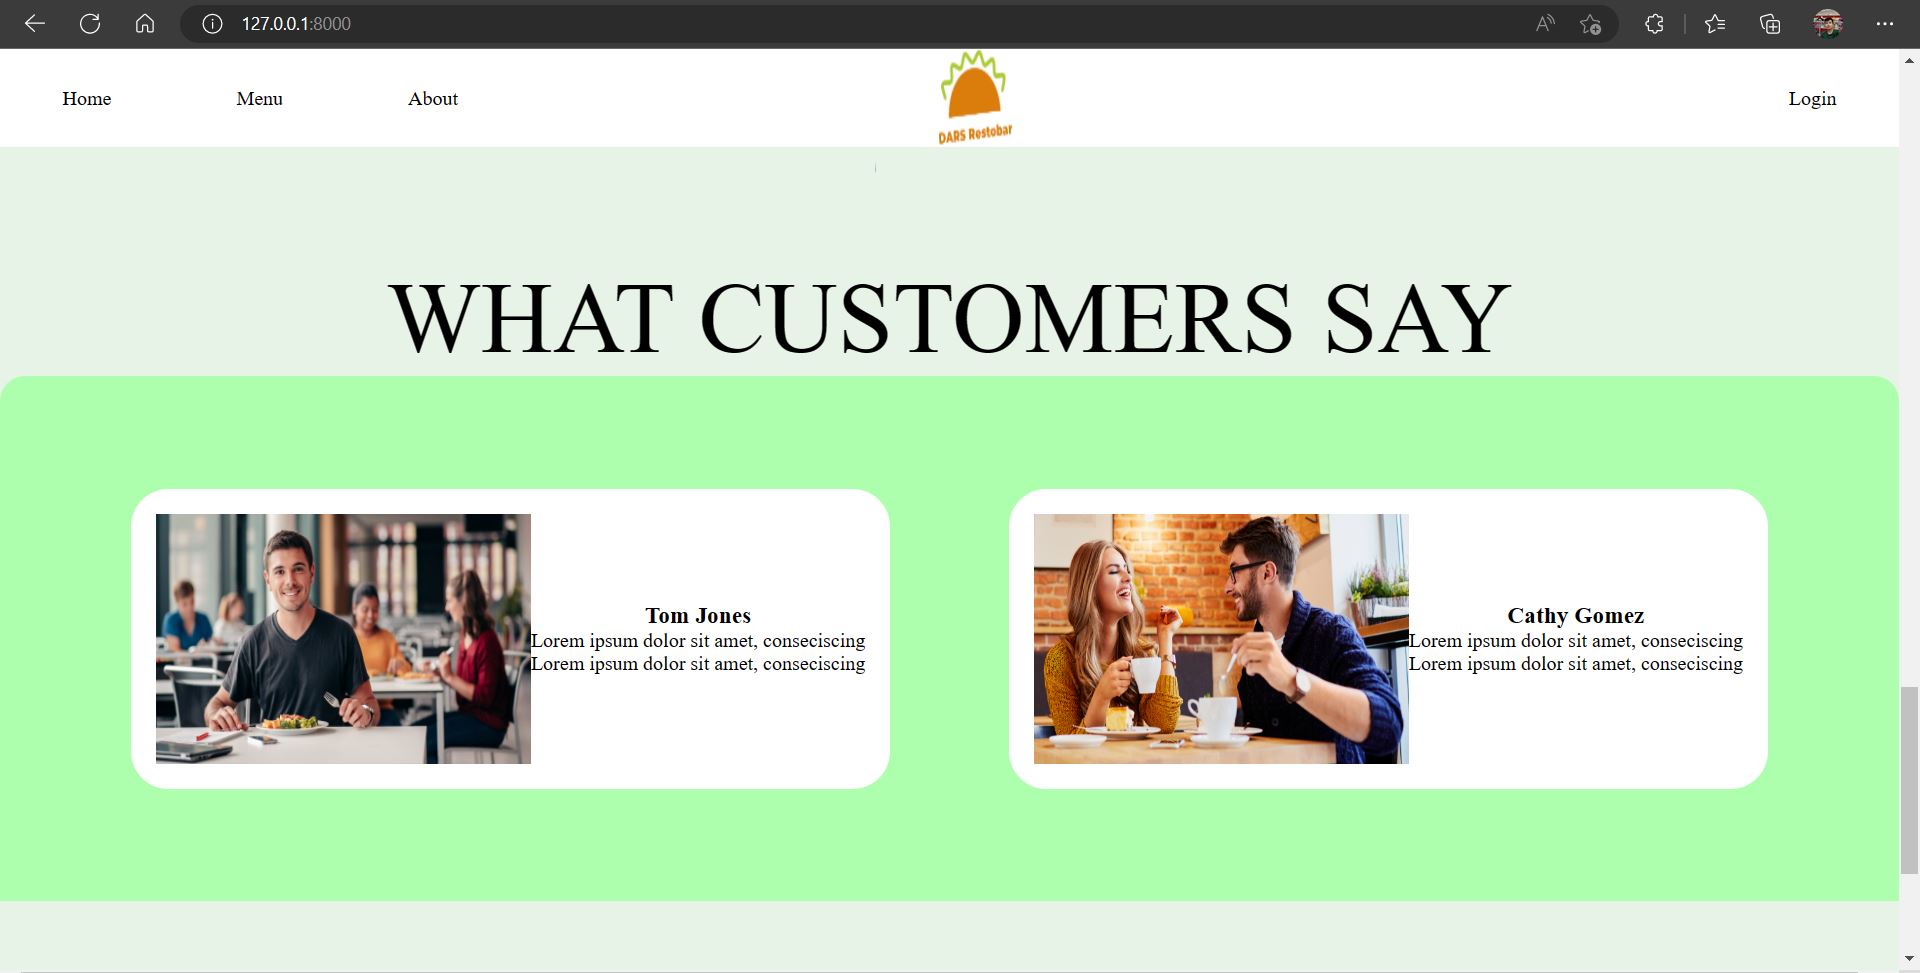 127.0.0.1:8000
Home Menu About
DARS Restobar
Login
WHAT CUSTOMERS SAY
Tom Jones
Lorem ipsum dolor sit amet, conseciscing
Lorem ipsum dolor sit amet, conseciscing
Cathy Gomez
Lorem ipsum dolor sit amet, conseciscing
Lorem ipsum dolor sit amet, conseciscing